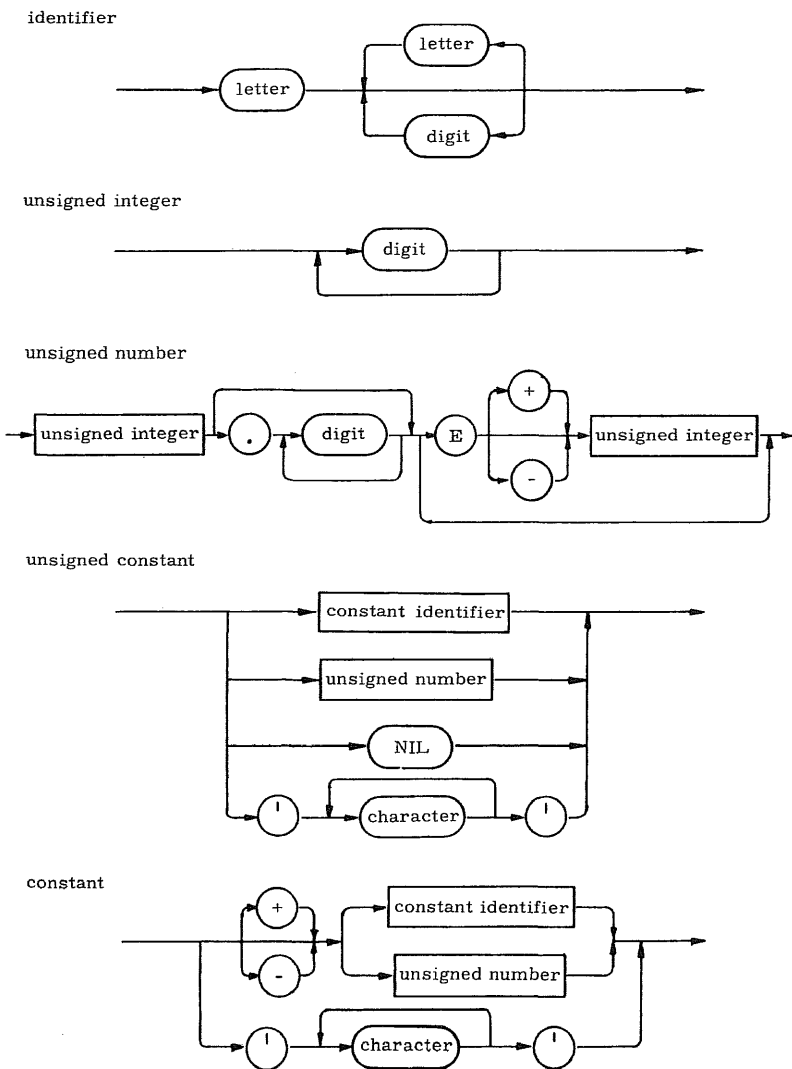 identifier
letter
letter
digit
unsigned integer
digit
unsigned number
unsigned integer
.
digit
E
+
-
unsigned integer
unsigned constant
constant identifier
unsigned number
NIL
'
character
'
constant
+
-
constant identifier
unsigned number
'
character
'